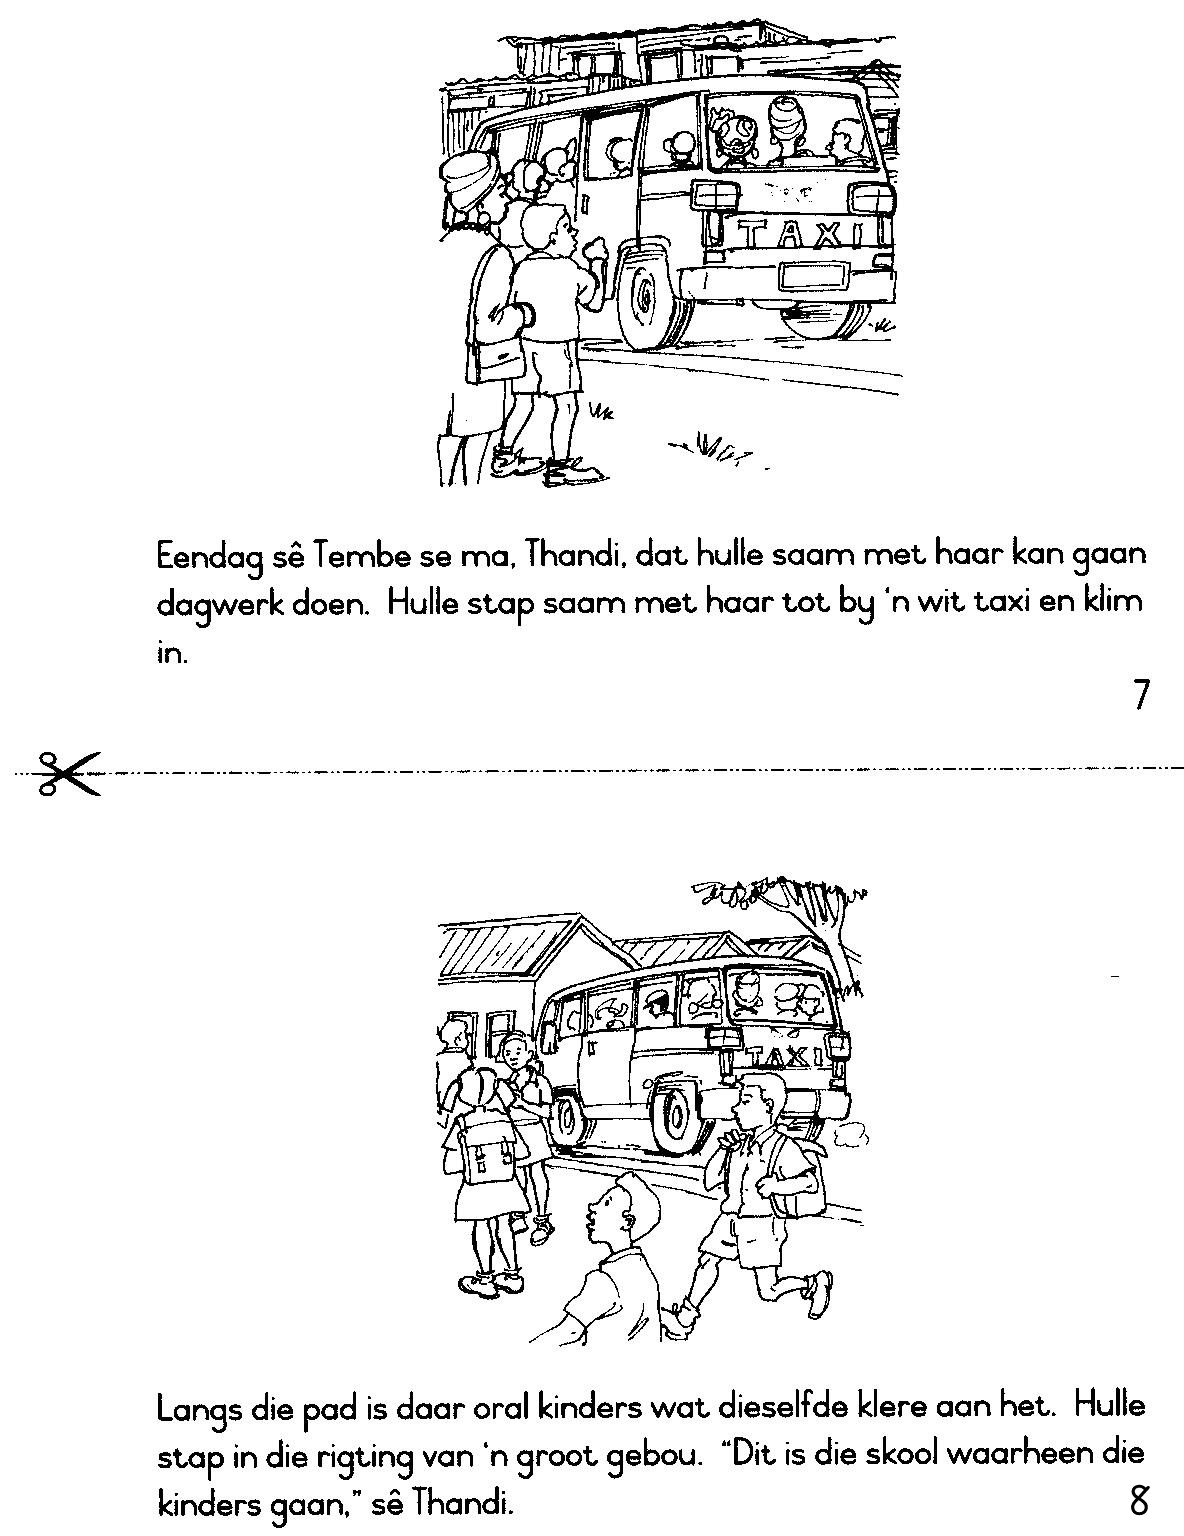 TAXI
Eendag sê Tembe se ma, Thandi, dat hulle saam met haar kan gaan
dagwerk doen. Hulle stap saam met haar tot by 'n wit taxi en klim
in.
7
TAXI
Langs die pad is daar oral kinders wat dieselfde klere aan het. Hulle
stap in die rigting van 'n groot gebou. "Dit is die skool waarheen die
kinders gaan," sê Thandi.
8